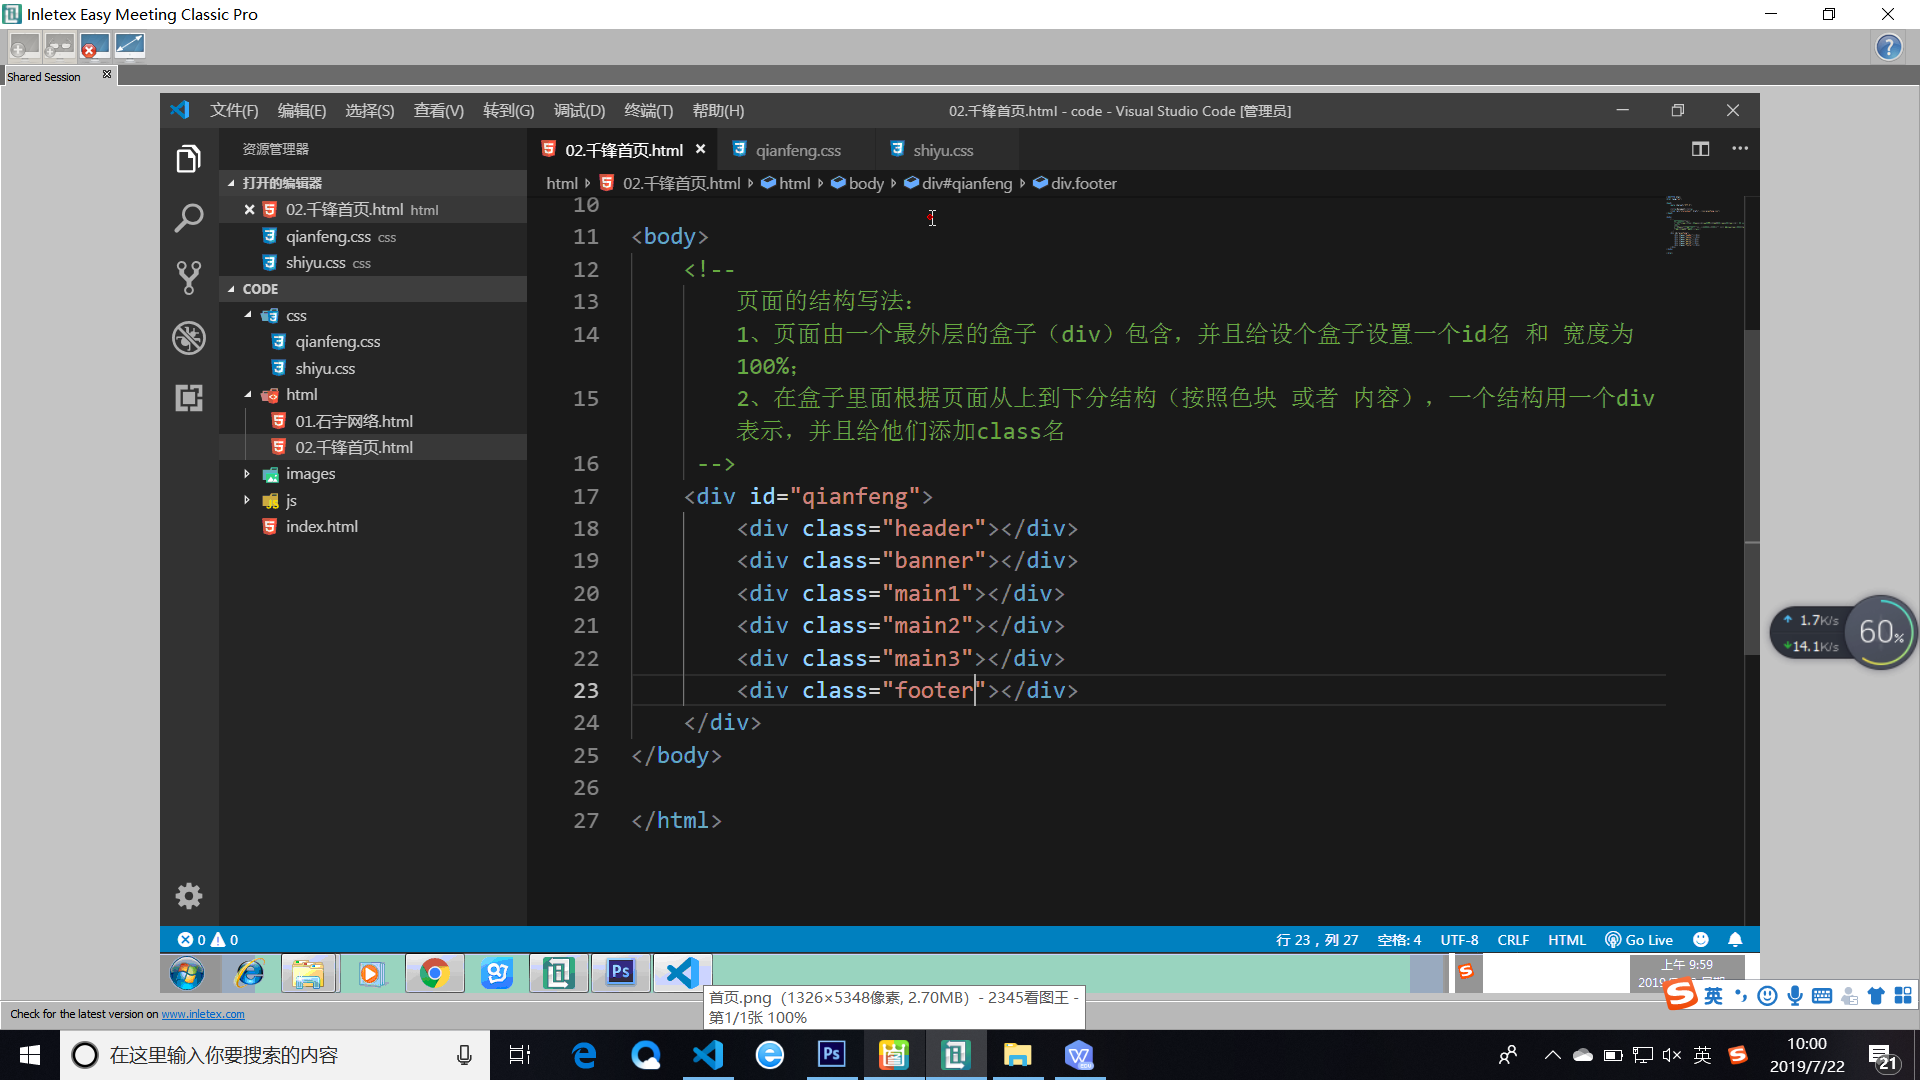 Inletex Easy Meeting Classic Pro
Shared Session
文件(F) 编辑(E) 选择(S) 查看(V) 转到(G) 调试(D) 终端(T) 帮助(H)
02.千锋首页.html - code - Visual Studio Code [管理员]
资源管理器
打开的编辑器
02.千锋首页.html html
qianfeng.css css
shiyu.css css
CODE
css
qianfeng.css
shiyu.css
html
01.石宇网络.html
02.千锋首页.html
images
js
index.html
02.千锋首页.html
qianfeng.css
shiyu.css
html 02.千锋首页.html html body div#qianfeng div.footer
10
11 <body>
12 <!--
13 页面的结构写法：
14 1、页面由一个最外层的盒子（div）包含，并且给设个盒子设置一个id名 和 宽度为
100%；
15 2、在盒子里面根据页面从上到下分结构（按照色块 或者 内容），一个结构用一个div
表示，并且给他们添加class名
16 -->
17 <div id="qianfeng">
18 <div class="header"></div>
19 <div class="banner"></div>
20 <div class="main1"></div>
21 <div class="main2"></div>
22 <div class="main3"></div>
23 <div class="footer"></div>
24 </div>
25 </body>
26
27 </html>
1.7K/s
14.1K/s
60%
0 0
行 23，列 27 空格: 4 UTF-8 CRLF HTML Go Live
上午 9:59
英
首页.png（1326×5348像素, 2.70MB）- 2345看图王 -
第1/1张 100%
Check for the latest version on www.inletex.com
在这里输入你要搜索的内容
英
10:00
2019/7/22
21